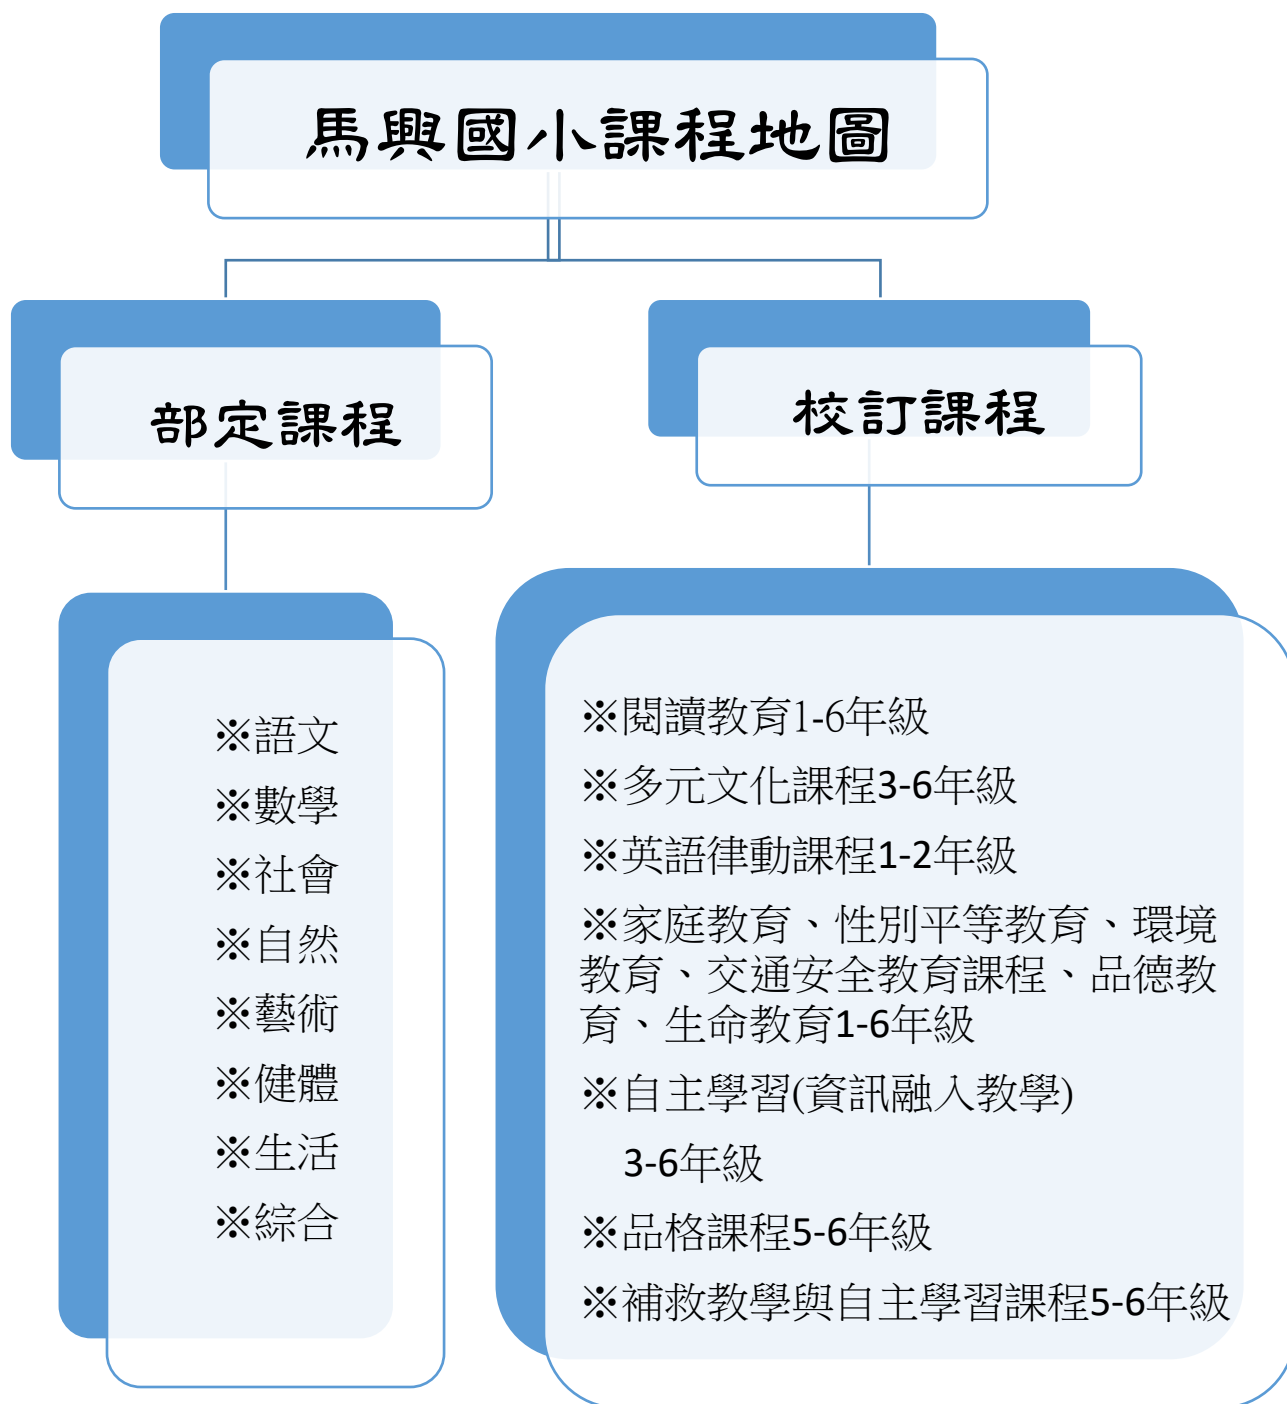 馬興國小課程地圖
部定課程
校訂課程
※語文
※數學
※社會
※自然
※藝術
※健體
※生活
※綜合
※閱讀教育1-6年級
※多元文化課程3-6年級
※英語律動課程1-2年級
※家庭教育、性別平等教育、環境
教育、交通安全教育課程、品德教
育、生命教育1-6年級
※自主學習(資訊融入教學)
3-6年級
※品格課程5-6年級
※補救教學與自主學習課程5-6年級